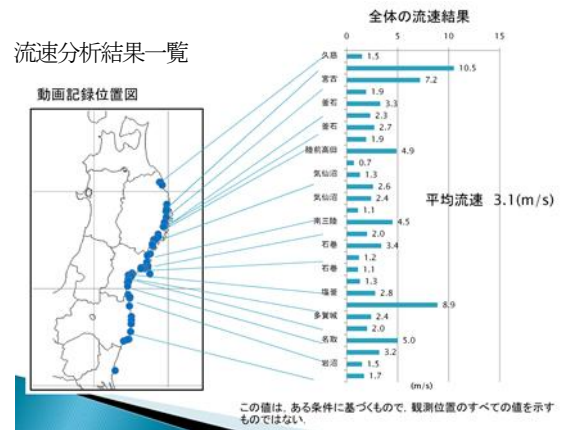 全体の流速結果
流速分析結果一覧
0 5 10 15
動画記録位置図
久慈 1.5
10.5
宮古 7.2
1.9
釜石 3.3
2.3
釜石 2.7
1.9
陸前高田 4.9
0.7
気仙沼 1.3
2.6
気仙沼 2.4
1.1
平均流速 3.1(m/s)
南三陸 4.5
2.0
石巻 3.4
1.2
石巻 1.1
1.3
塩釜 2.8
8.9
多賀城 2.4
2.0
名取 5.0
3.2
岩沼 1.5
1.7
(m/s)
この値は, ある条件に基づくもので, 観測位置のすべての値を示す
ものではない.